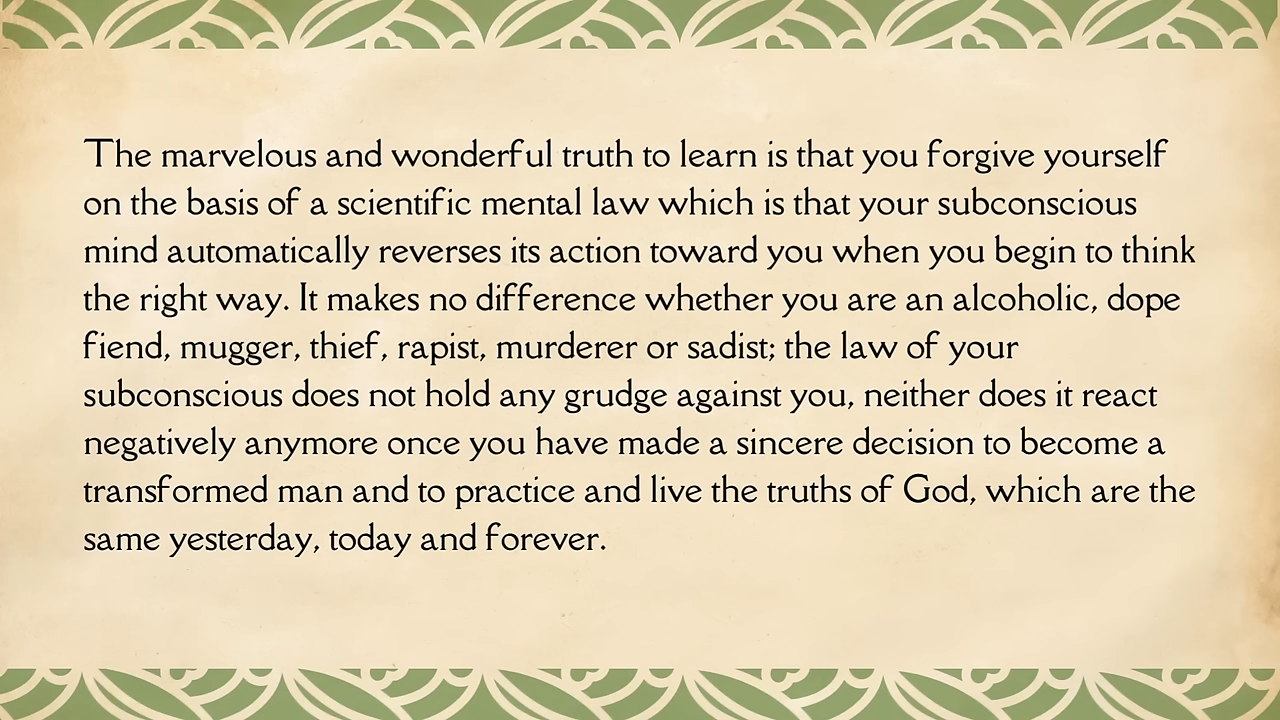 The marvelous and wonderful truth to learn is that you forgive yourself
on the basis of a scientific mental law which is that your subconscious
mind automatically reverses its action toward you when you begin to think
the right way. It makes no difference whether you are an alcoholic, dope
fiend, mugger, thief, rapist, murderer or sadist; the law of your
subconscious does not hold any grudge against you, neither does it react
negatively anymore once you have made a sincere decision to become a
transformed man and to practice and live the truths of God, which are the
same yesterday, today and forever.